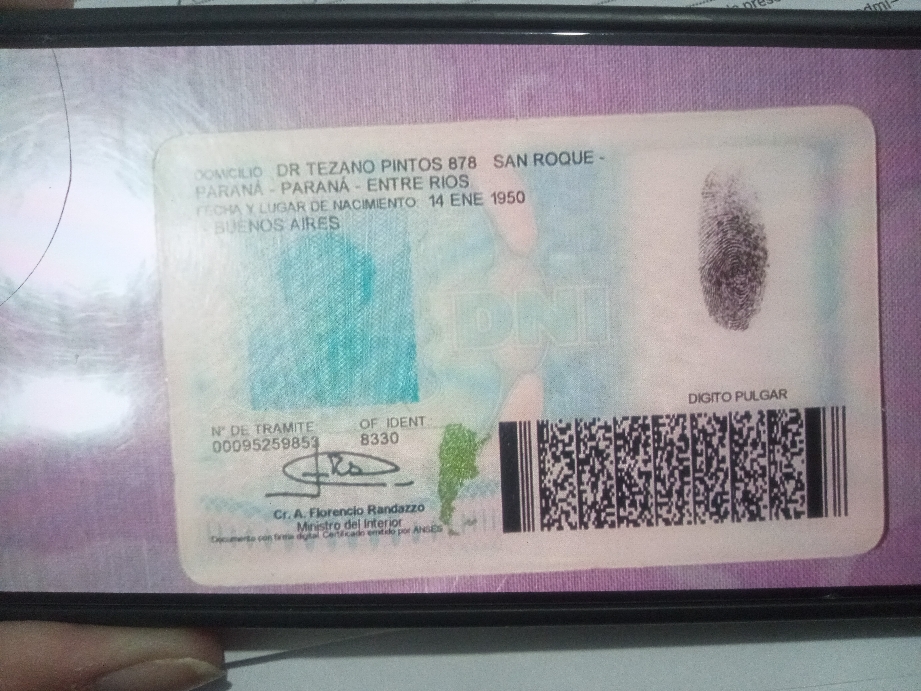 DOMICILIO DR TEZANO PINTOS 878 SAN ROQUE -
PARANÁ - PARANÁ - ENTRE RIOS
FECHA Y LUGAR DE NACIMIENTO 14 ENE 1950
- BUENOS AIRES
DNI
DIGITO PULGAR
N° DE TRAMITE OF IDENT
00095259853 8330
Cr. A. Florencio Randazzo
Ministro del Interior
Documento con firma digital. Certificado emitido por ANSES